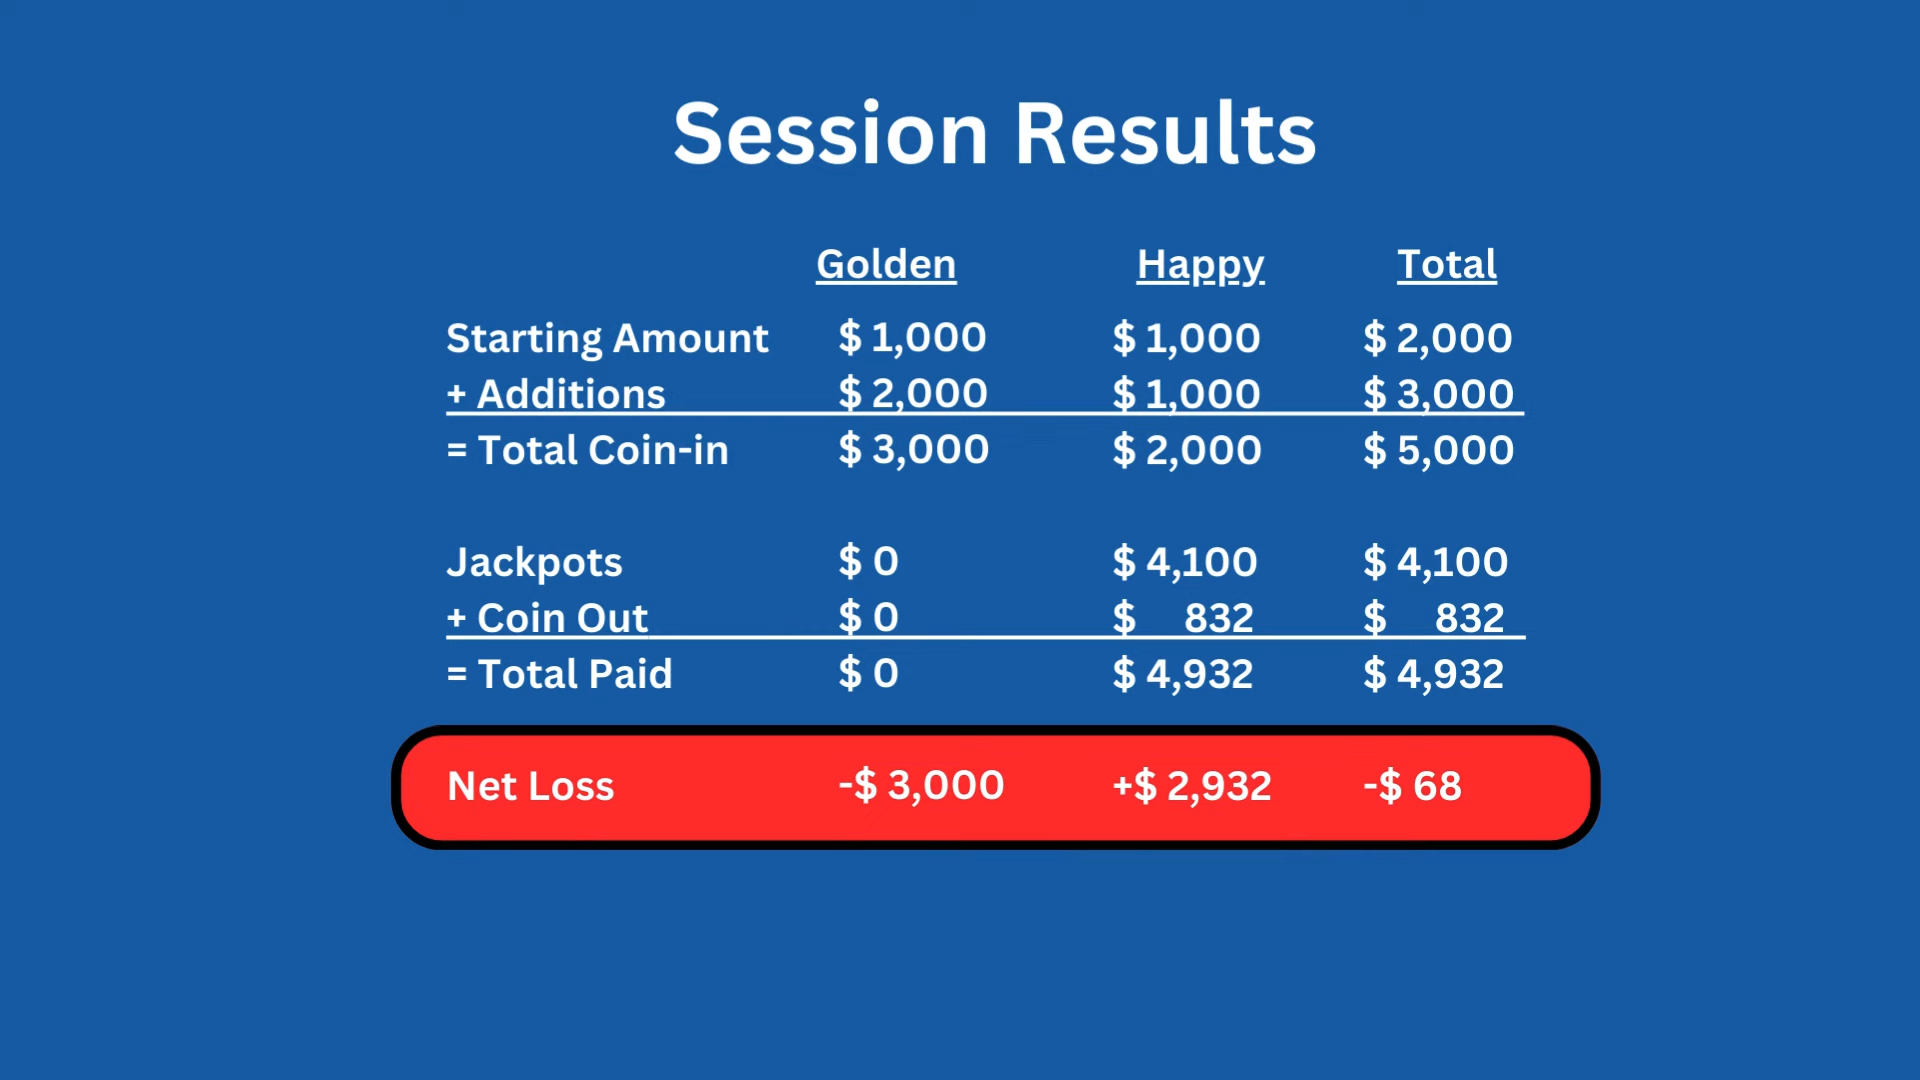 Session Results
Golden Happy Total
Starting Amount $ 1,000 $ 1,000 $ 2,000
+ Additions $ 2,000 $ 1,000 $ 3,000
= Total Coin-in $ 3,000 $ 2,000 $ 5,000
Jackpots $ 0 $ 4,100 $ 4,100
+ Coin Out $ 0 $ 832 $ 832
= Total Paid $ 0 $ 4,932 $ 4,932
Net Loss -$ 3,000 +$ 2,932 -$ 68